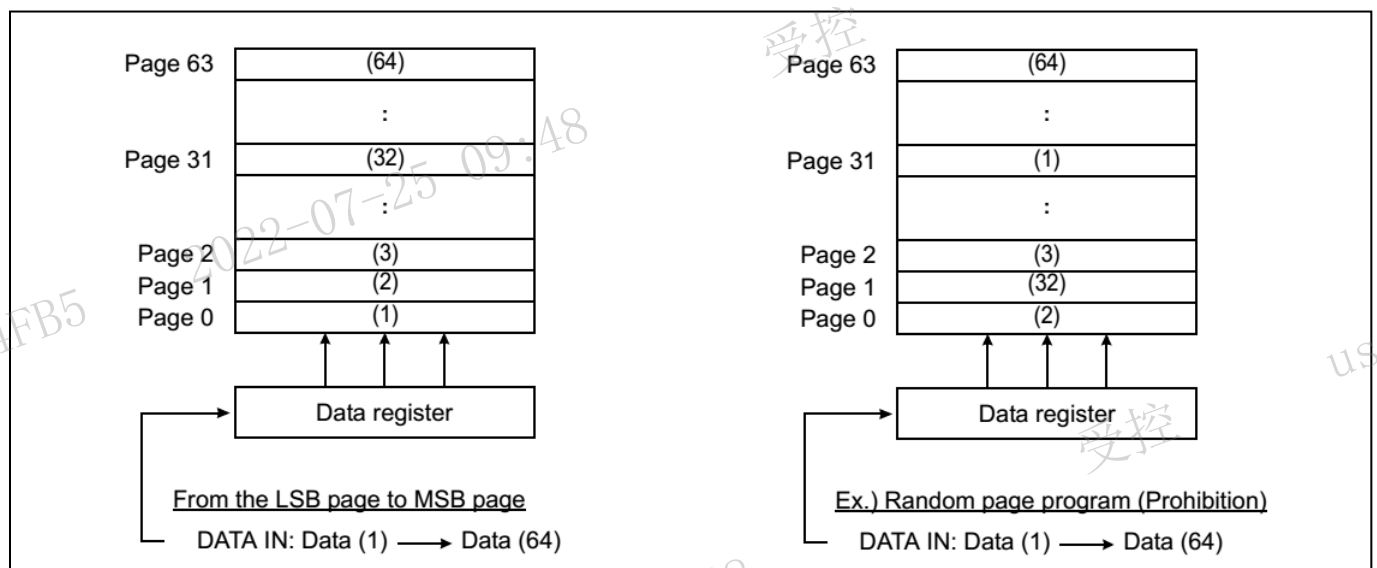 受控
Page 63 (64)
:
Page 31 (32)
:
Page 2 (3)
Page 1 (2)
Page 0 (1)
Data register
From the LSB page to MSB page
DATA IN: Data (1) → Data (64)
Page 63 (64)
:
Page 31 (1)
:
Page 2 (3)
Page 1 (32)
Page 0 (2)
Data register
Ex.) Random page program (Prohibition)
DATA IN: Data (1) → Data (64)
2022-07-25 09:48
FB5
us
受控